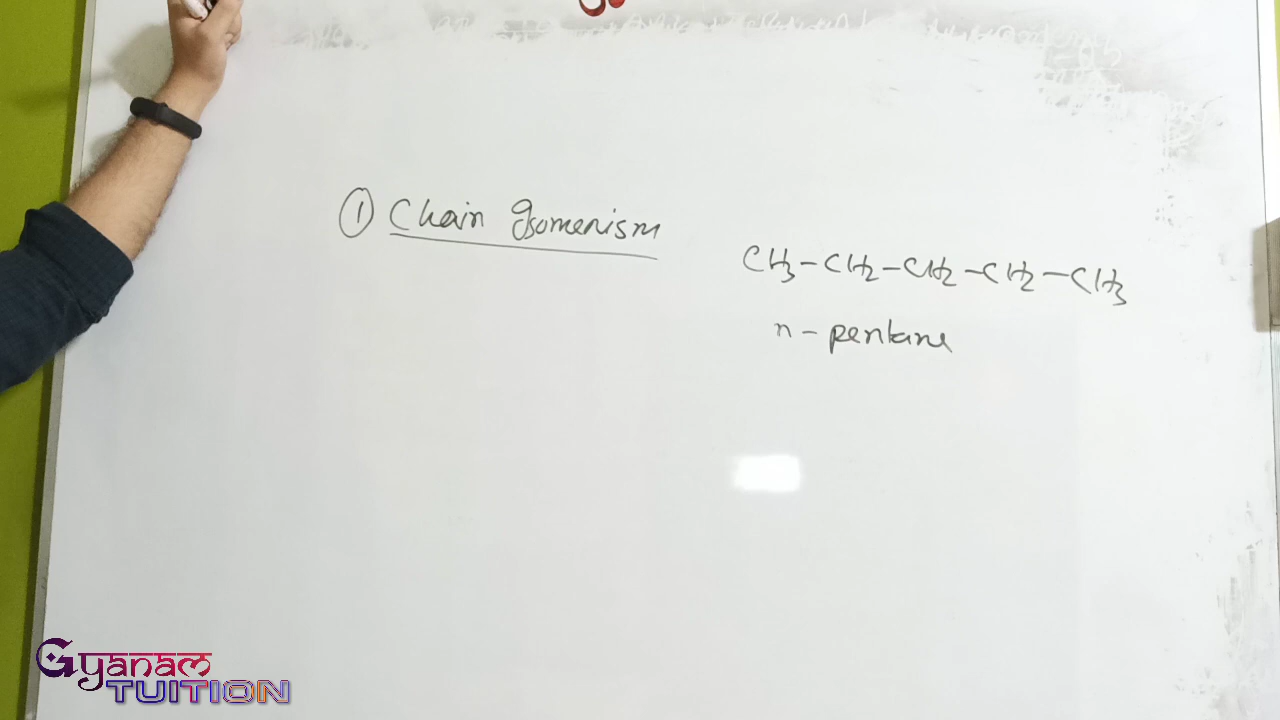 ① Chain Isomerism
CH3-CH2-CH2-CH2-CH3
n-pentane
Gyanam
TUITION